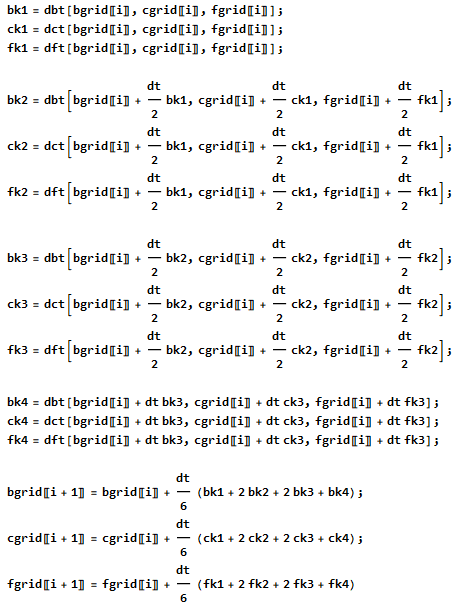 bk1 = dbt[bgrid〚i〛, cgrid〚i〛, fgrid〚i〛];
ck1 = dct[bgrid〚i〛, cgrid〚i〛, fgrid〚i〛];
fk1 = dft[bgrid〚i〛, cgrid〚i〛, fgrid〚i〛];
bk2 = dbt[bgrid〚i〛 + dt/2 bk1, cgrid〚i〛 + dt/2 ck1, fgrid〚i〛 + dt/2 fk1];
ck2 = dct[bgrid〚i〛 + dt/2 bk1, cgrid〚i〛 + dt/2 ck1, fgrid〚i〛 + dt/2 fk1];
fk2 = dft[bgrid〚i〛 + dt/2 bk1, cgrid〚i〛 + dt/2 ck1, fgrid〚i〛 + dt/2 fk1];
bk3 = dbt[bgrid〚i〛 + dt/2 bk2, cgrid〚i〛 + dt/2 ck2, fgrid〚i〛 + dt/2 fk2];
ck3 = dct[bgrid〚i〛 + dt/2 bk2, cgrid〚i〛 + dt/2 ck2, fgrid〚i〛 + dt/2 fk2];
fk3 = dft[bgrid〚i〛 + dt/2 bk2, cgrid〚i〛 + dt/2 ck2, fgrid〚i〛 + dt/2 fk2];
bk4 = dbt[bgrid〚i〛 + dt bk3, cgrid〚i〛 + dt ck3, fgrid〚i〛 + dt fk3];
ck4 = dct[bgrid〚i〛 + dt bk3, cgrid〚i〛 + dt ck3, fgrid〚i〛 + dt fk3];
fk4 = dft[bgrid〚i〛 + dt bk3, cgrid〚i〛 + dt ck3, fgrid〚i〛 + dt fk3];
bgrid〚i + 1〛 = bgrid〚i〛 + dt/6 (bk1 + 2 bk2 + 2 bk3 + bk4);
cgrid〚i + 1〛 = cgrid〚i〛 + dt/6 (ck1 + 2 ck2 + 2 ck3 + ck4);
fgrid〚i + 1〛 = fgrid〚i〛 + dt/6 (fk1 + 2 fk2 + 2 fk3 + fk4)